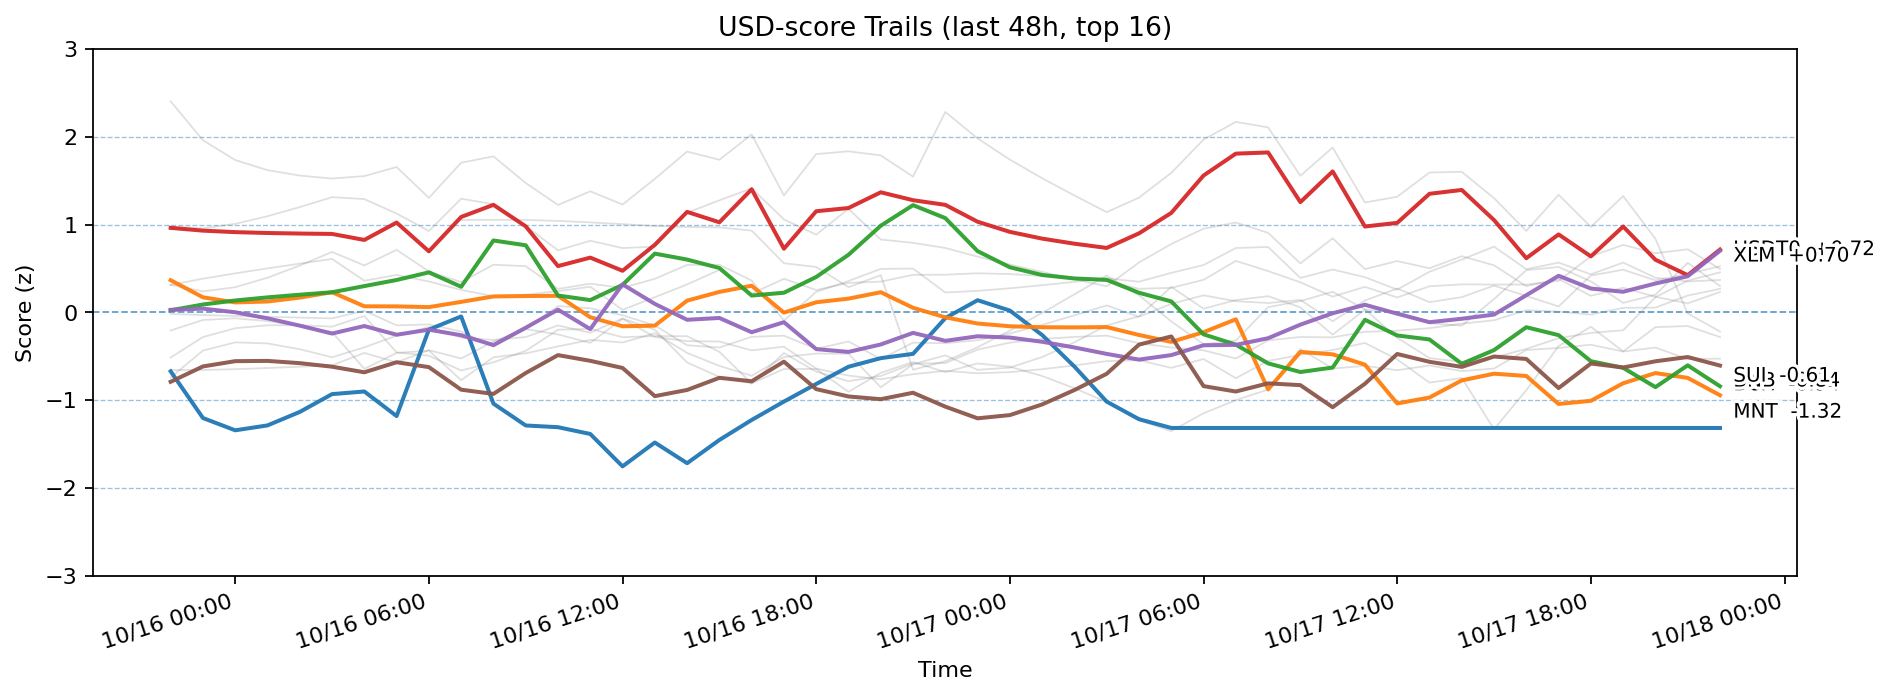 USD-score Trails (last 48h, top 16)
Score (z)
3
2
1
0
−1
−2
−3
XLM +0.70
SUI -0.61
MNT -1.32
10/16 00:00
10/16 06:00
10/16 12:00
10/16 18:00
10/17 00:00
10/17 06:00
10/17 12:00
10/17 18:00
10/18 00:00
Time